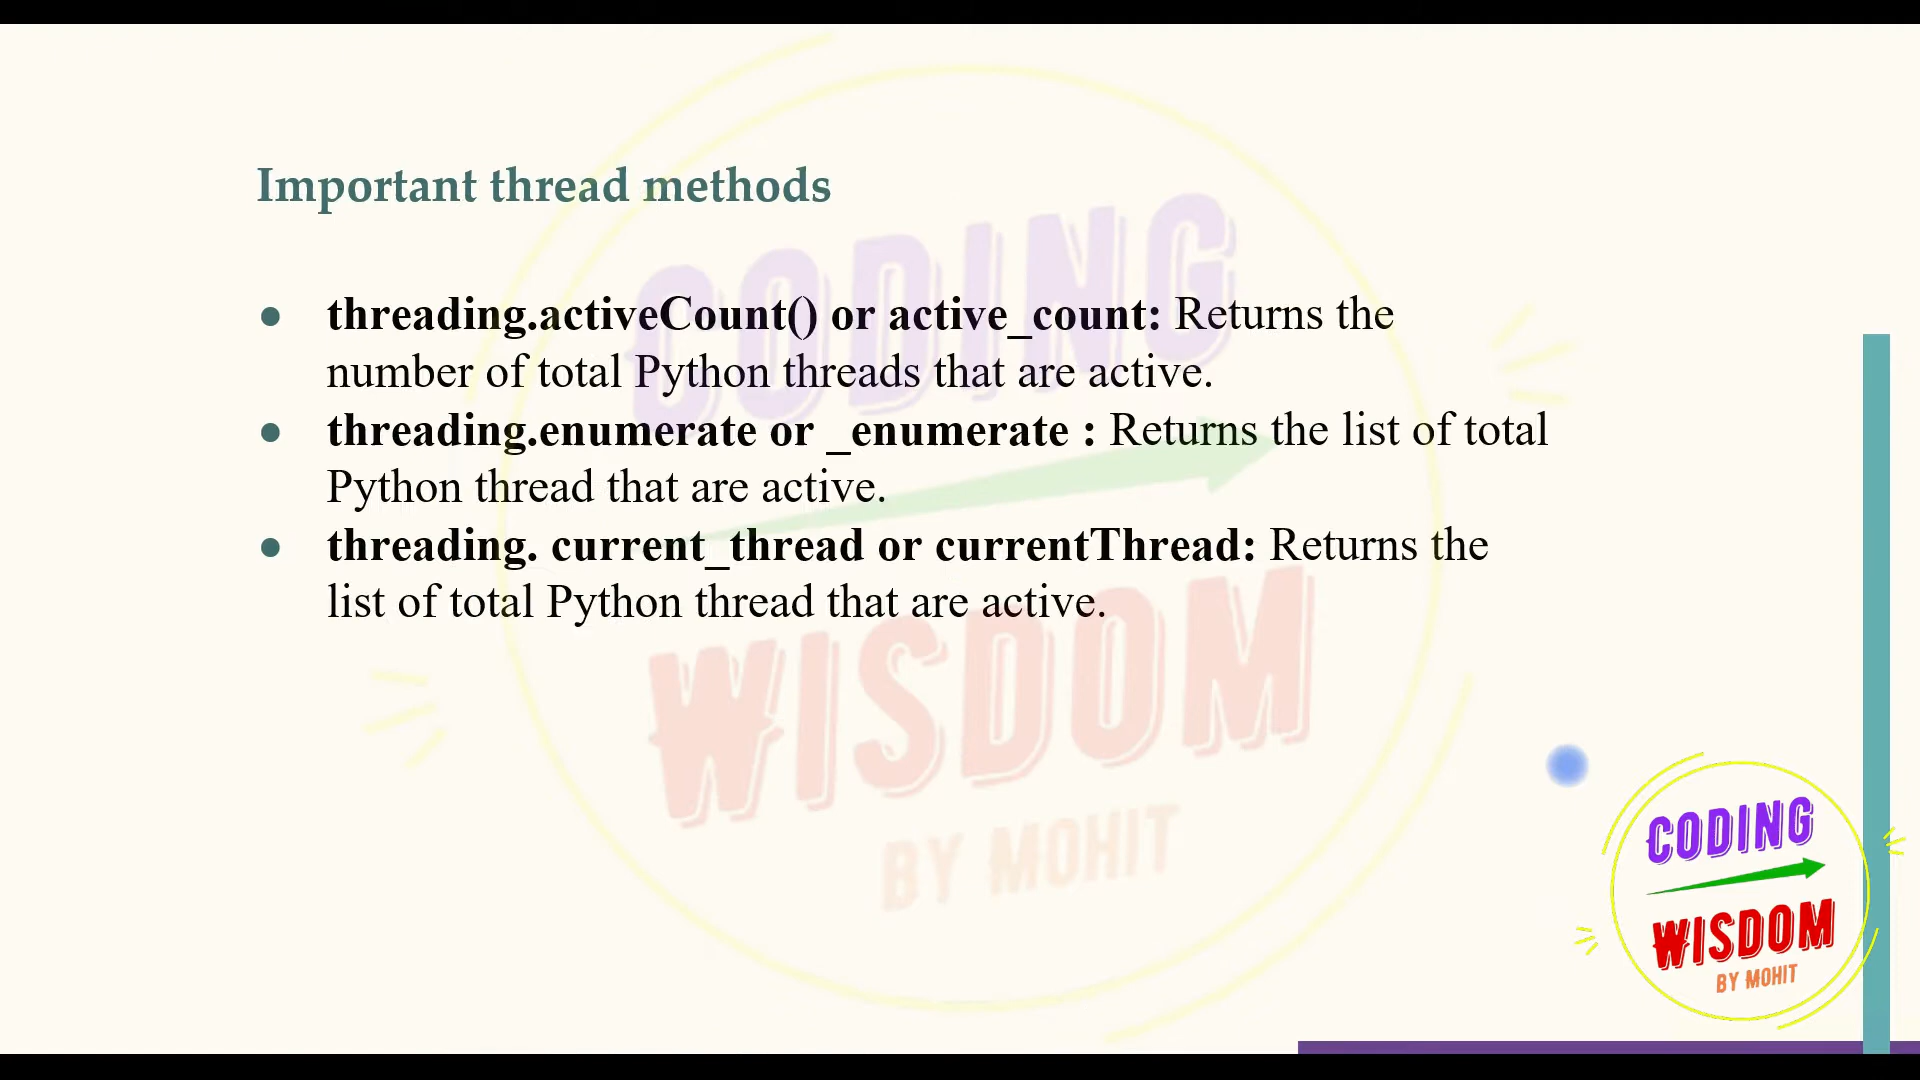 Important thread methods
● threading.activeCount() or active_count: Returns the
number of total Python threads that are active.
● threading.enumerate or _enumerate : Returns the list of total
Python thread that are active.
● threading. current_thread or currentThread: Returns the
list of total Python thread that are active.
CODING
WISDOM
BY MOHIT
CODING
WISDOM
BY MOHIT